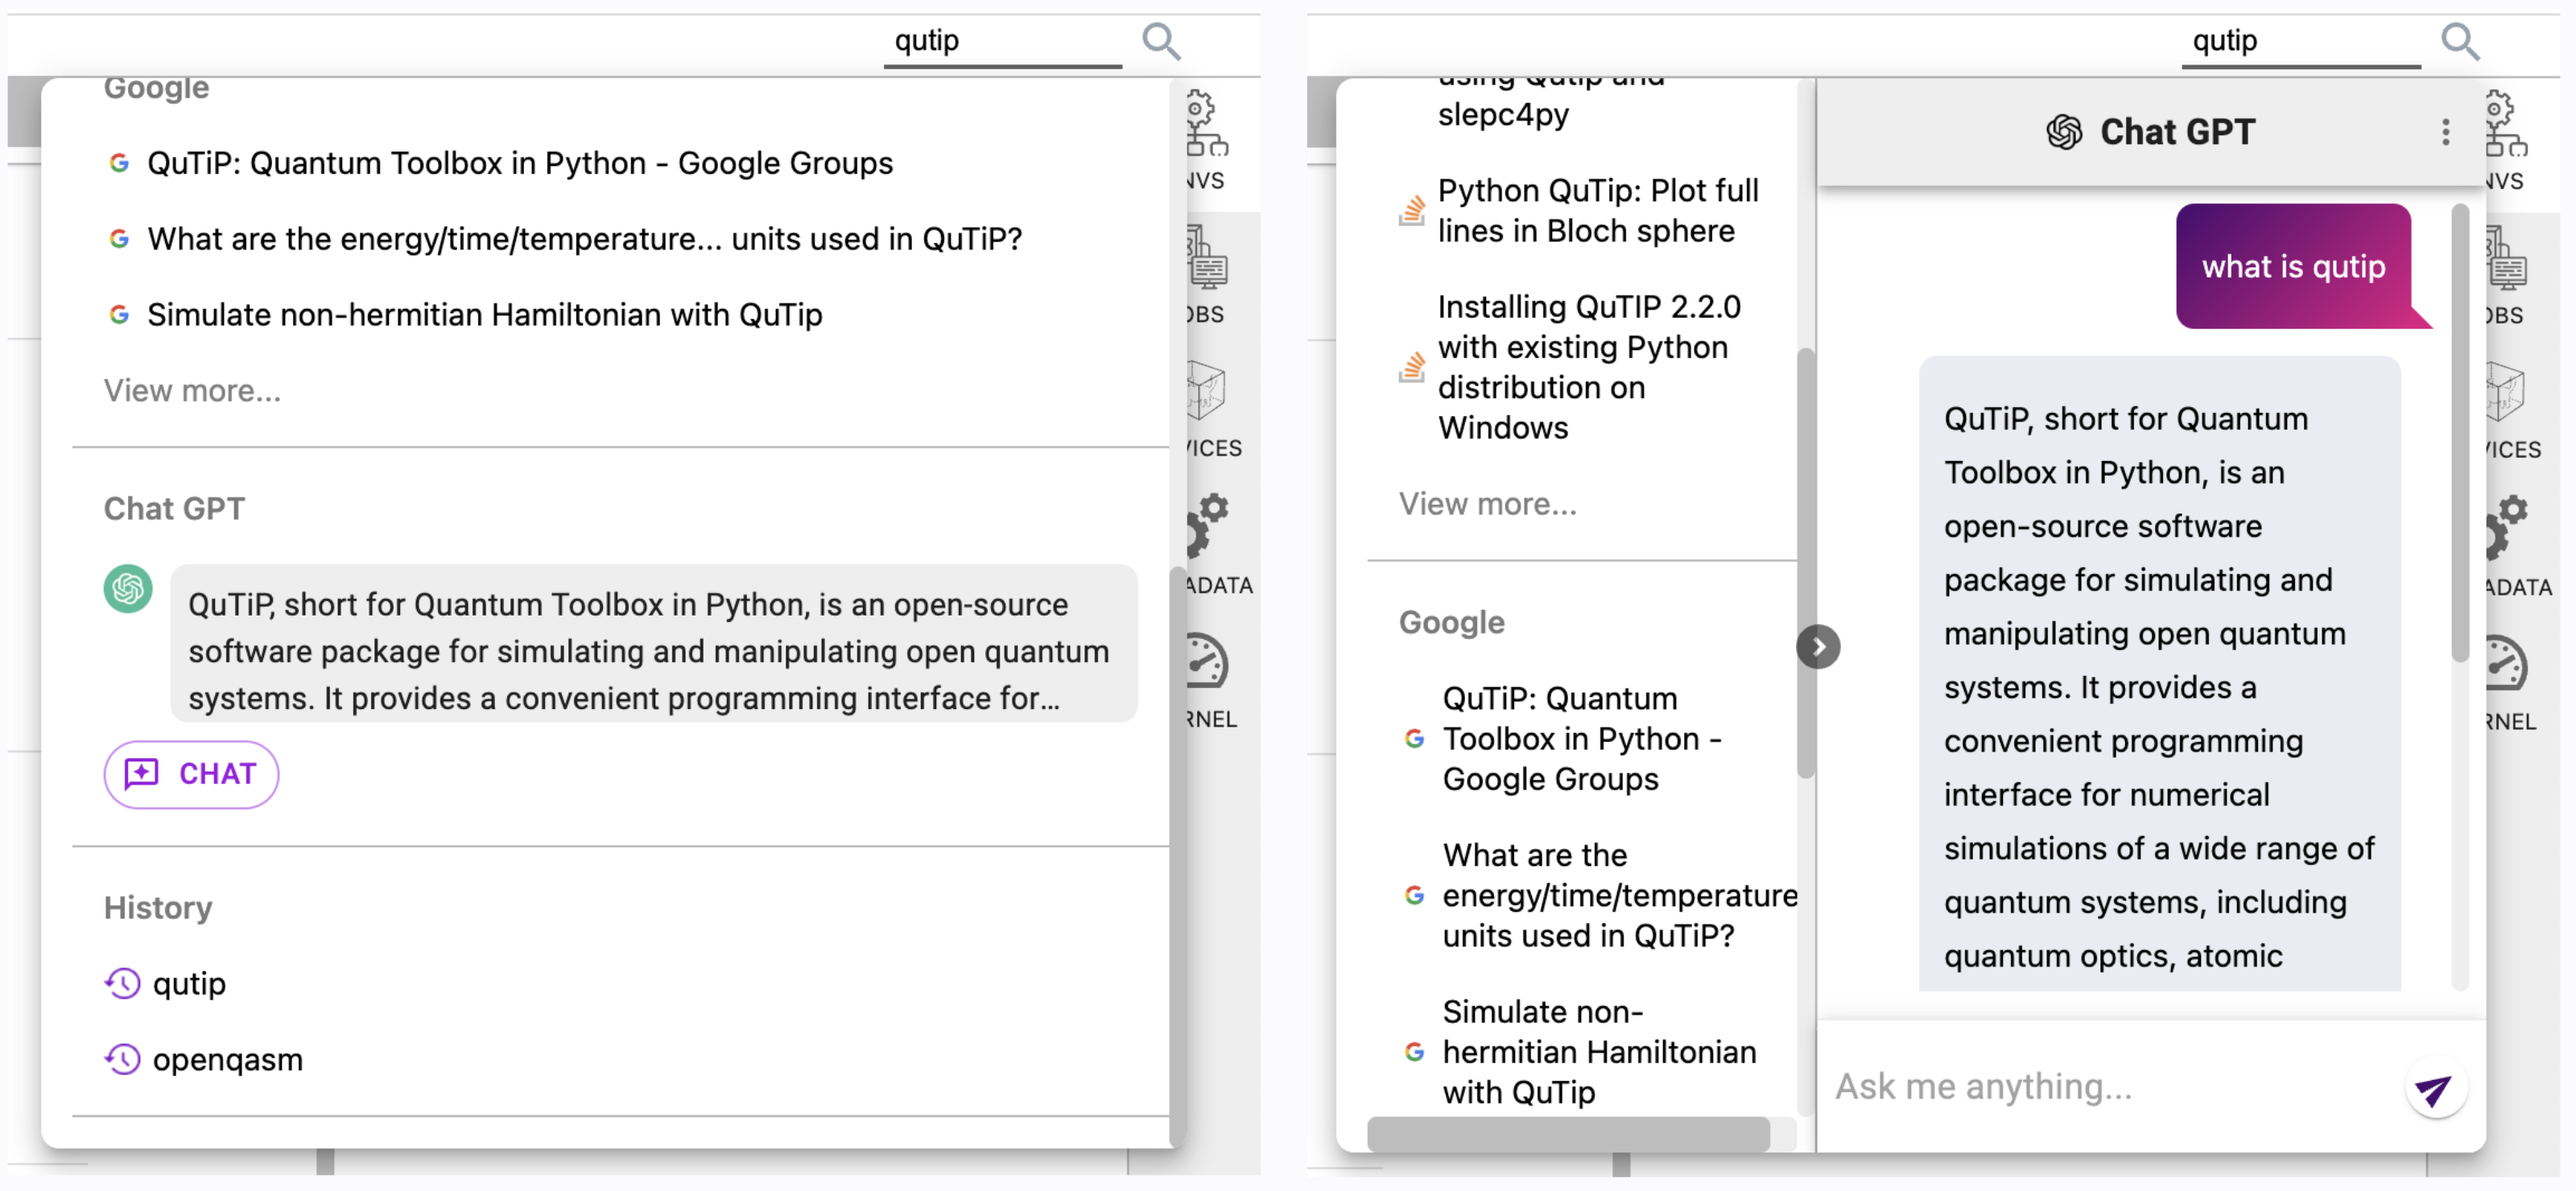 qutip
Google
QuTiP: Quantum Toolbox in Python - Google Groups
What are the energy/time/temperature... units used in QuTiP?
Simulate non-hermitian Hamiltonian with QuTip
View more...
Chat GPT
QuTiP, short for Quantum Toolbox in Python, is an open-source
software package for simulating and manipulating open quantum
systems. It provides a convenient programming interface for...
CHAT
History
qutip
openqasm
NVS
OBS
VICES
ADATA
RNEL
qutip
using Qutip and
slepc4py
Python QuTip: Plot full
lines in Bloch sphere
Installing QuTIP 2.2.0
with existing Python
distribution on
Windows
View more...
Google
QuTiP: Quantum
Toolbox in Python -
Google Groups
What are the
energy/time/temperature
units used in QuTiP?
Simulate non-
hermitian Hamiltonian
with QuTip
Chat GPT
what is qutip
QuTiP, short for Quantum
Toolbox in Python, is an
open-source software
package for simulating and
manipulating open quantum
systems. It provides a
convenient programming
interface for numerical
simulations of a wide range of
quantum systems, including
quantum optics, atomic
Ask me anything...
NVS
OBS
VICES
ADATA
RNEL